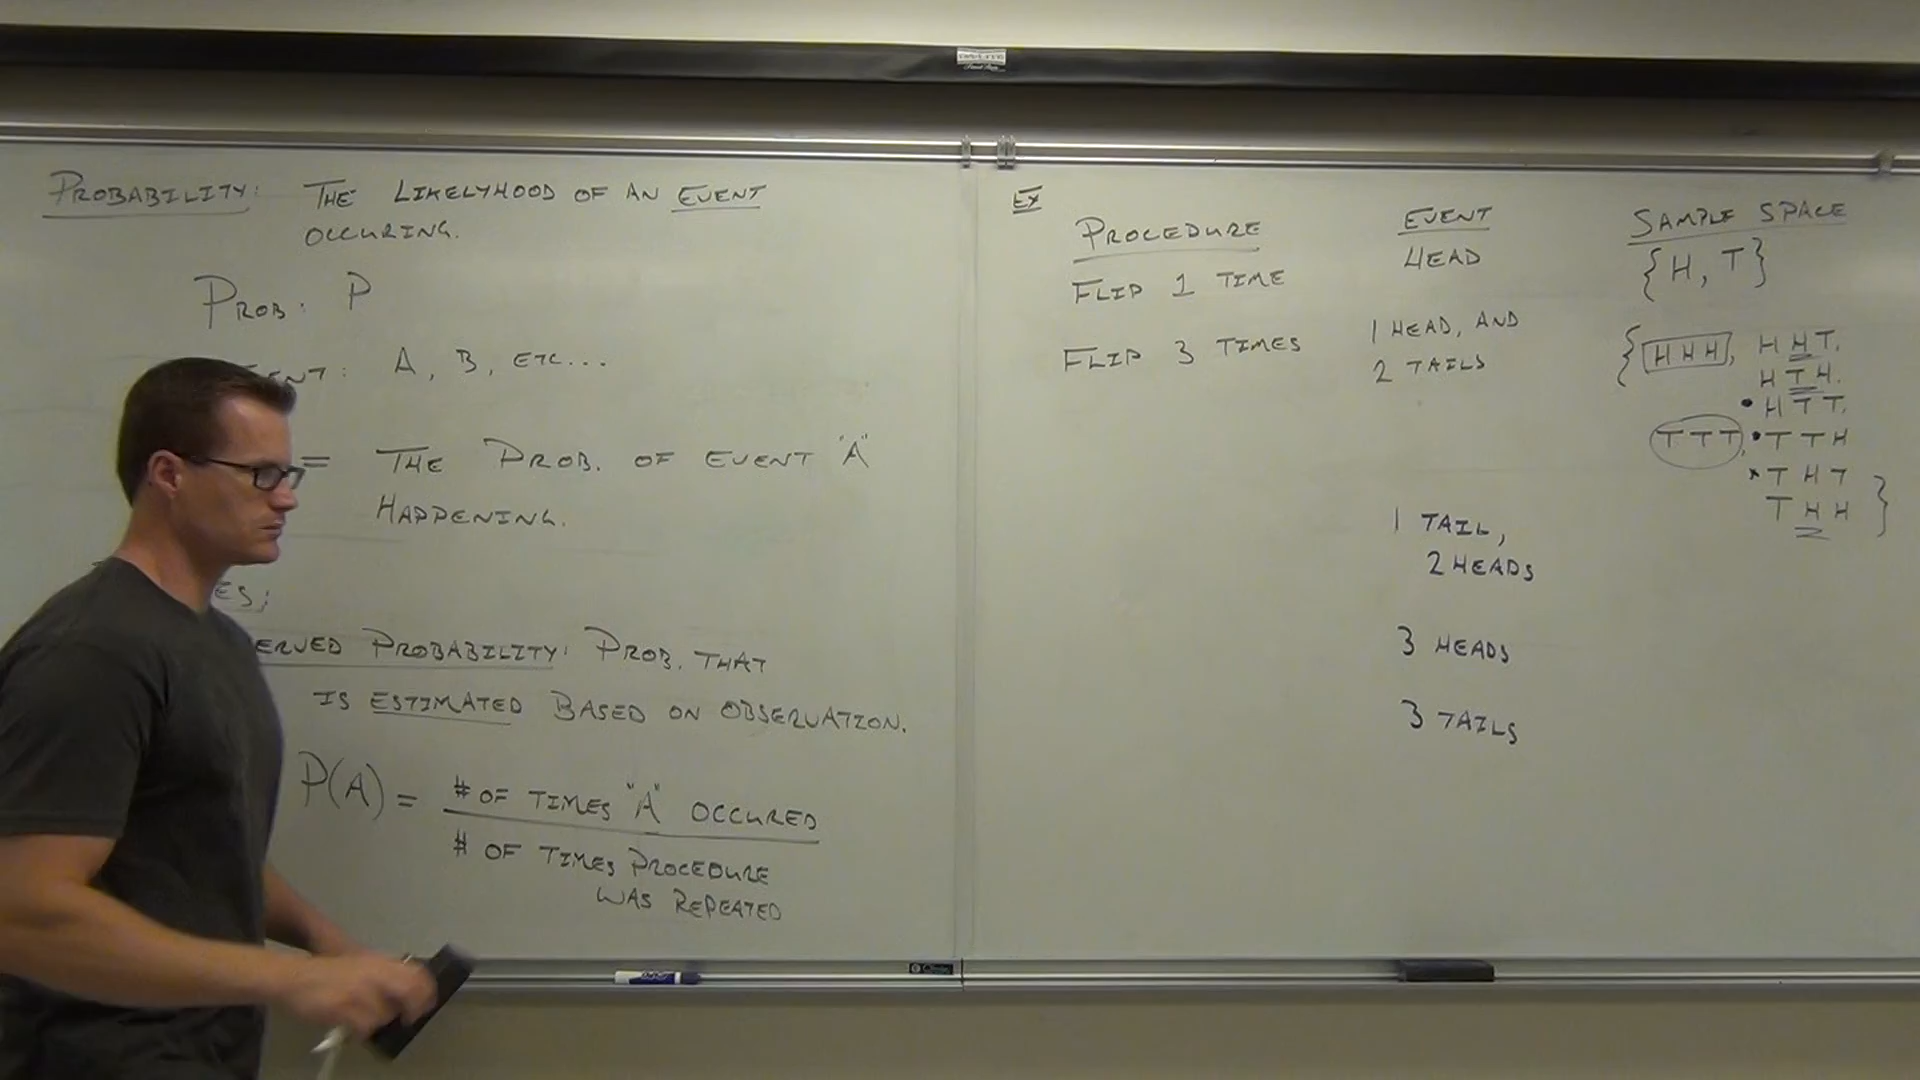 PROBABILITY: THE LIKELYHOOD OF AN EVENT
OCCURING.
PROB: P
ENT: A, B, ETC...
= THE PROB. OF EVENT "A"
HAPPENING.
ES:
ERVED PROBABILITY: PROB. THAT
IS ESTIMATED BASED ON OBSERVATION.
P(A) = # OF TIMES "A" OCCURED
# OF TIMES PROCEDURE
WAS REPEATED
EX
PROCEDURE
FLIP 1 TIME
FLIP 3 TIMES
EVENT
HEAD
1 HEAD, AND
2 TAILS
1 TAIL,
2 HEADS
3 HEADS
3 TAILS
SAMPLE SPACE
{H, T}
{HHH, HHT,
HTH,
• HTT,
TTT, • TTH
• THT
THH}